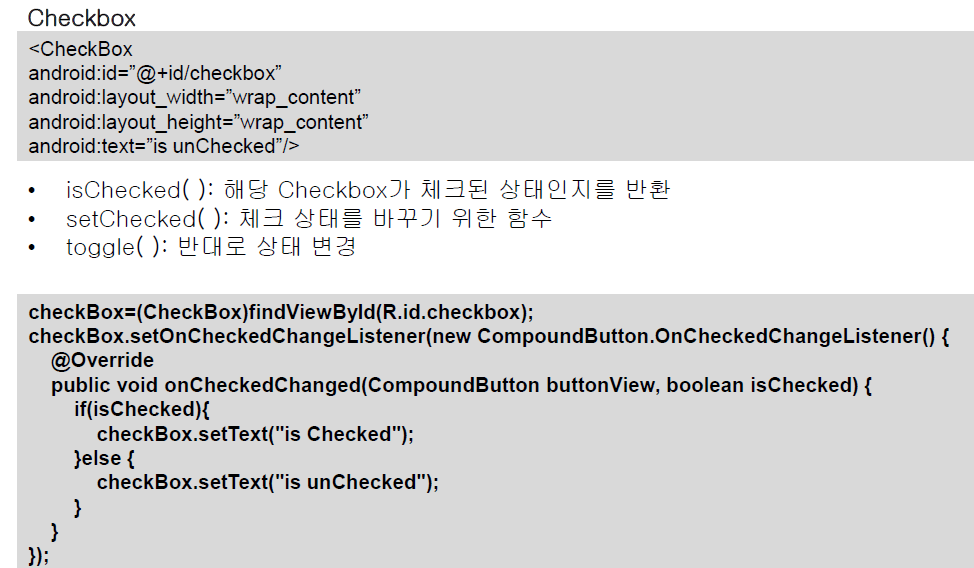 Checkbox
<CheckBox
android:id=”@+id/checkbox”
android:layout_width=”wrap_content”
android:layout_height=”wrap_content”
android:text=”is unChecked”/>
• isChecked( ): 해당 Checkbox가 체크된 상태인지를 반환
• setChecked( ): 체크 상태를 바꾸기 위한 함수
• toggle( ): 반대로 상태 변경
checkBox=(CheckBox)findViewById(R.id.checkbox);
checkBox.setOnCheckedChangeListener(new CompoundButton.OnCheckedChangeListener() {
@Override
public void onCheckedChanged(CompoundButton buttonView, boolean isChecked) {
if(isChecked){
checkBox.setText("is Checked");
}else {
checkBox.setText("is unChecked");
}
}
});